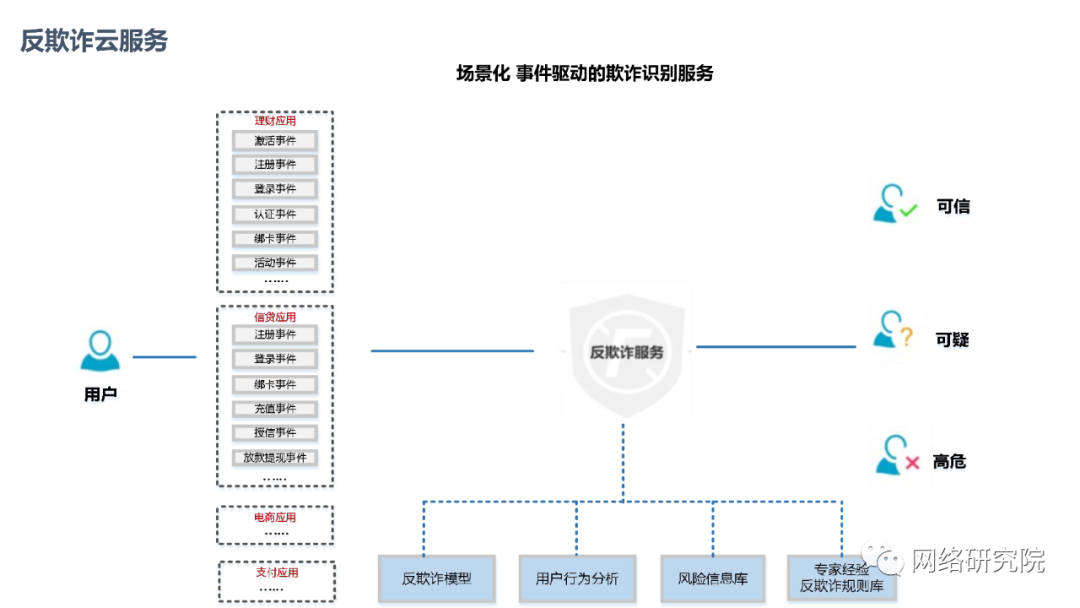 反欺诈云服务
场景化 事件驱动的欺诈识别服务
理财应用
激活事件
注册事件
登录事件
认证事件
绑卡事件
活动事件
······
信贷应用
注册事件
登录事件
绑卡事件
充值事件
授信事件
放款提现事件
······
电商应用
······
支付应用
······
用户
反欺诈服务
可信
可疑
高危
反欺诈模型
用户行为分析
风险信息库
专家经验
反欺诈规则库
网络研究院